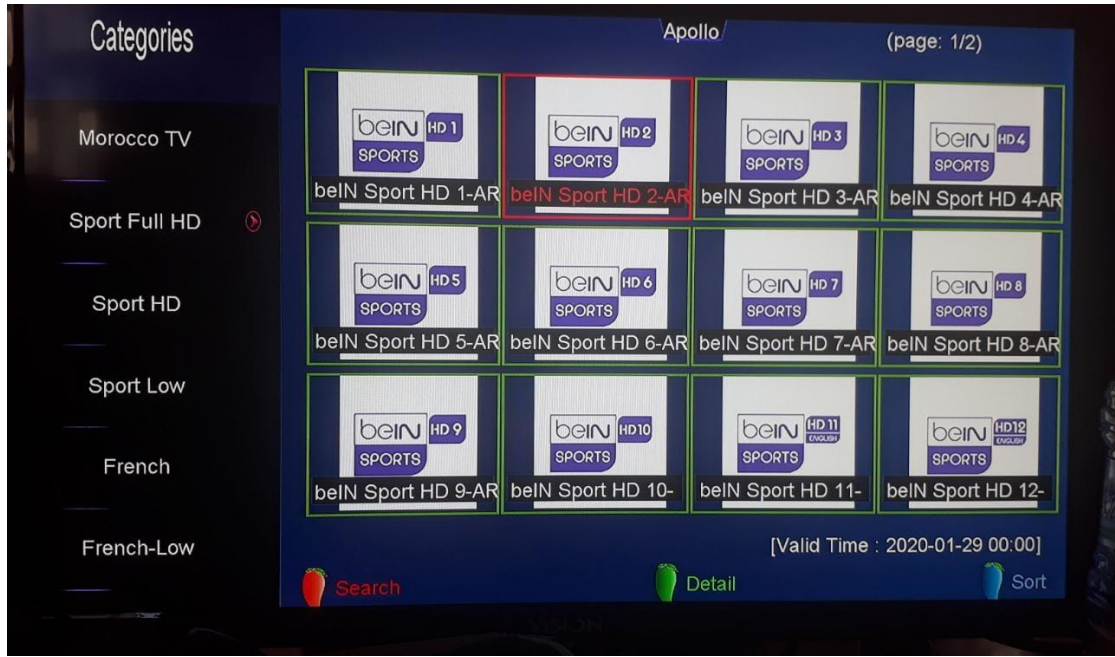 Categories
Apollo
(page: 1/2)
Morocco TV
Sport Full HD
Sport HD
Sport Low
French
French-Low
beIN HD 1
SPORTS
beIN Sport HD 1-AR
beIN HD 2
SPORTS
beIN Sport HD 2-AR
beIN HD 3
SPORTS
beIN Sport HD 3-AR
beIN HD 4
SPORTS
beIN Sport HD 4-AR
beIN HD 5
SPORTS
beIN Sport HD 5-AR
beIN HD 6
SPORTS
beIN Sport HD 6-AR
beIN HD 7
SPORTS
beIN Sport HD 7-AR
beIN HD 8
SPORTS
beIN Sport HD 8-AR
beIN HD 9
SPORTS
beIN Sport HD 9-AR
beIN HD10
SPORTS
beIN Sport HD 10-
beIN HD 11
ENGLISH
SPORTS
beIN Sport HD 11-
beIN HD12
ENGLISH
SPORTS
beIN Sport HD 12-
[Valid Time : 2020-01-29 00:00]
Search
Detail
Sort
VISION